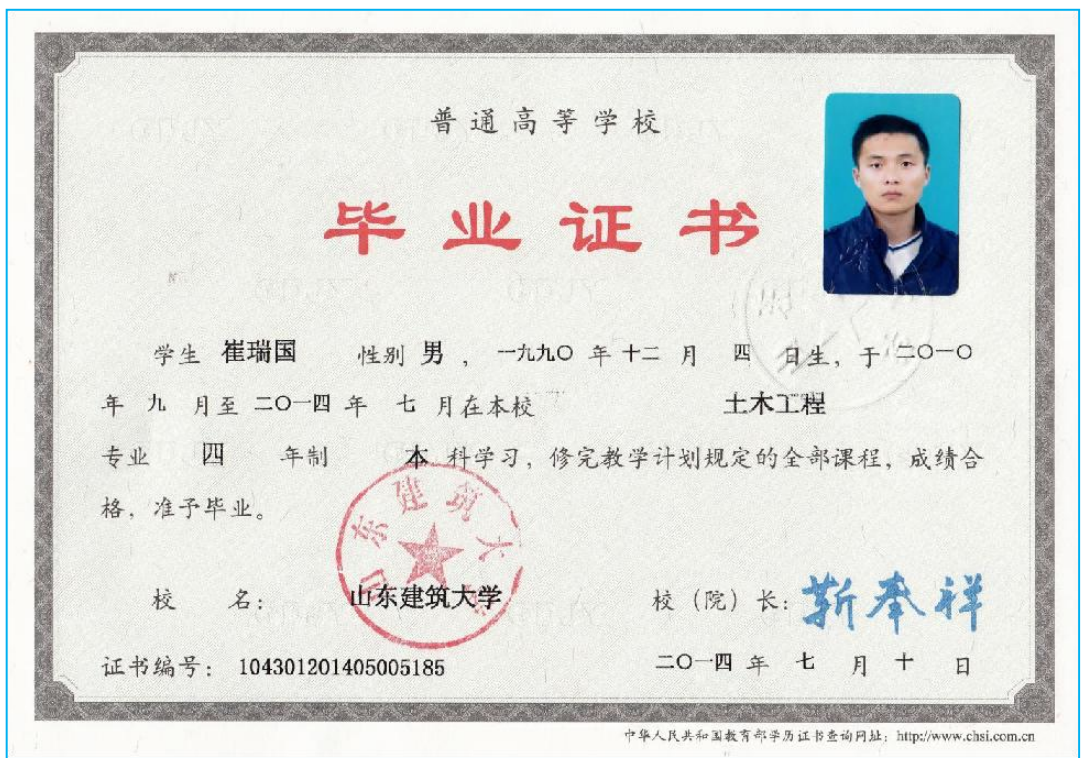 普通高等学校
毕业证书
学生 崔瑞国 性别 男 ，一九九〇 年 十二 月 四 日生，于 二〇一〇
年 九 月至 二〇一四 年 七 月在本校 土木工程
专业 四 年制 本 科学习，修完教学计划规定的全部课程，成绩合
格，准予毕业。
山东建筑大学
校 名：山东建筑大学 校（院）长：靳奉祥
证书编号：104301201405005185 二〇一四 年 七 月 十 日
中华人民共和国教育部学历证书查询网址：http://www.chsi.com.cn